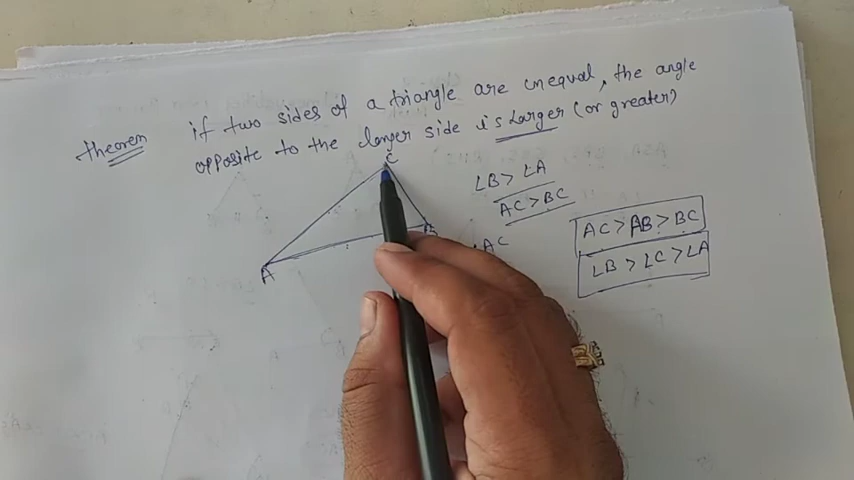 theorem if two sides of a triangle are unequal, the angle
opposite to the longer side is larger (or greater)
C
A
B
∠B > ∠A
AC > BC
AC
AC > AB > BC
∠B > ∠C > ∠A